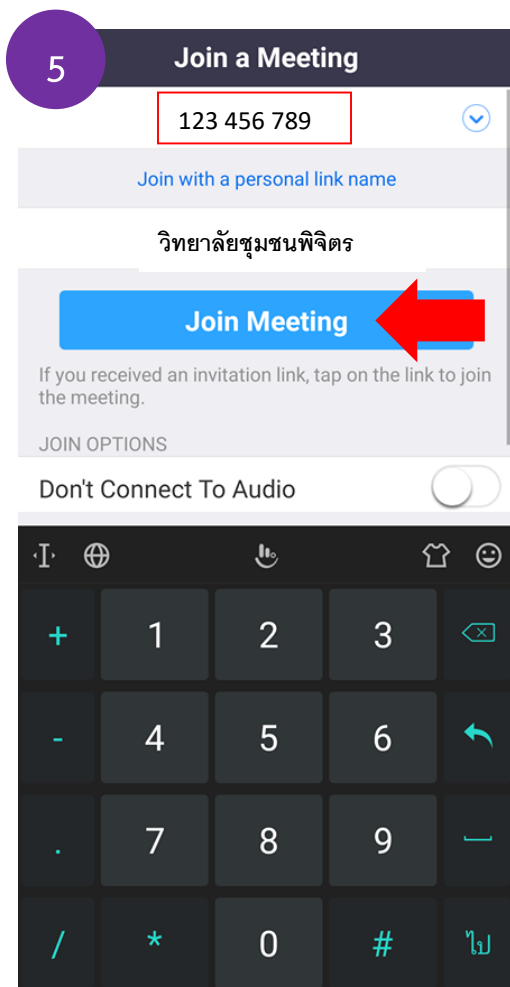 5
Join a Meeting
123 456 789
Join with a personal link name
วิทยาลัยชุมชนพิจิตร
Join Meeting
If you received an invitation link, tap on the link to join
the meeting.
JOIN OPTIONS
Don't Connect To Audio
+ 1 2 3
- 4 5 6
. 7 8 9
/ * 0 # ไป